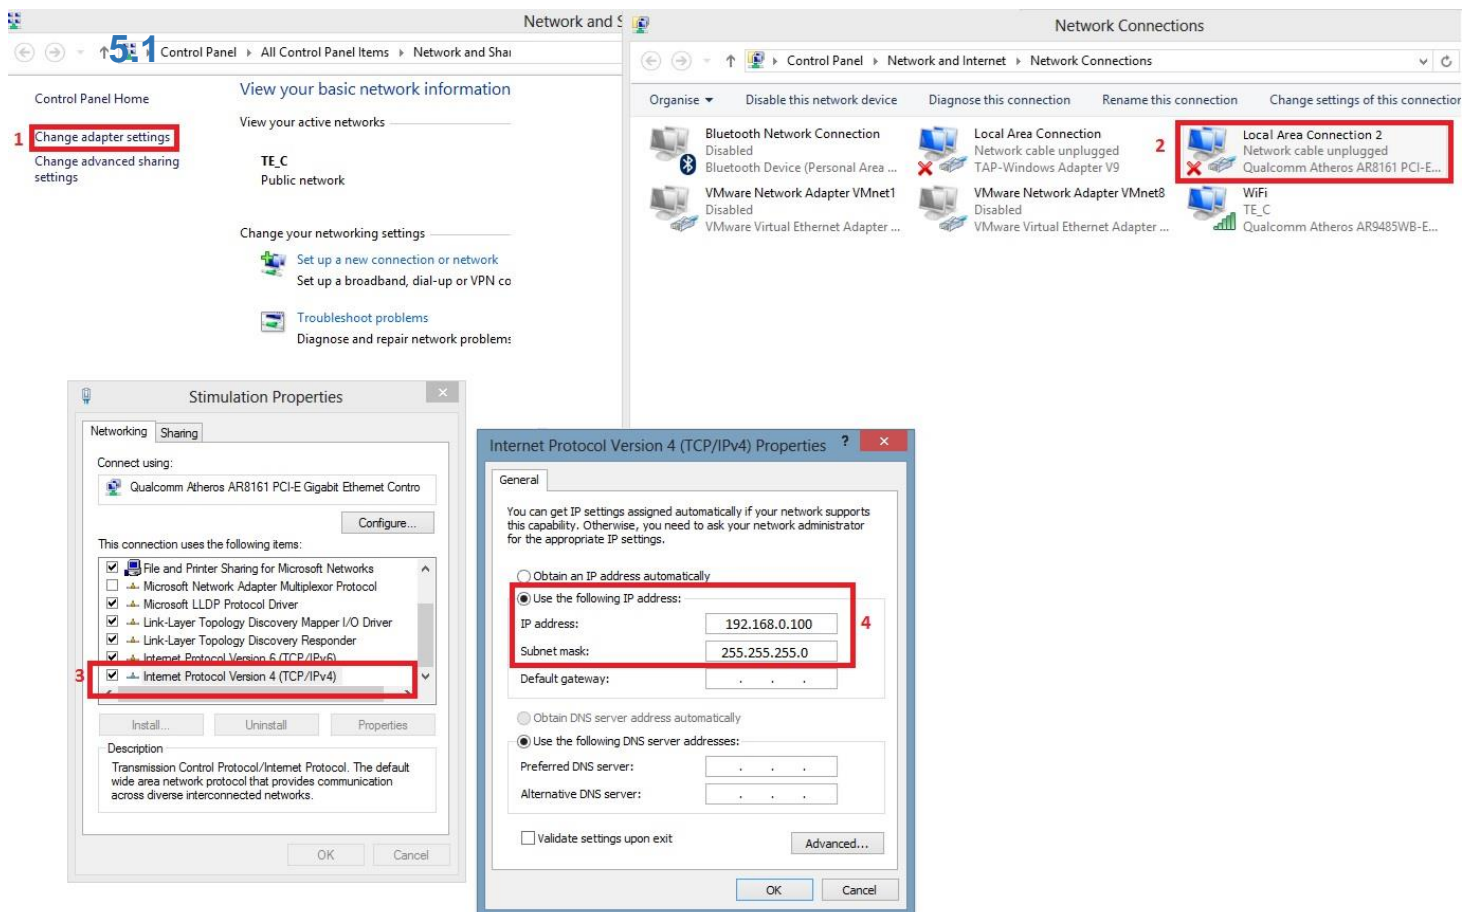 Network and S
5.1
Control Panel
All Control Panel Items
Network and Shar
Control Panel Home
1
Change adapter settings
Change advanced sharing
settings
View your basic network information
View your active networks
TE_C
Public network
Change your networking settings
Set up a new connection or network
Set up a broadband, dial-up or VPN co
Troubleshoot problems
Diagnose and repair network problems
Network Connections
Control Panel
Network and Internet
Network Connections
Organise
Disable this network device
Diagnose this connection
Rename this connection
Change settings of this connection
Bluetooth Network Connection
Disabled
Bluetooth Device (Personal Area ...
Local Area Connection
Network cable unplugged
TAP-Windows Adapter V9
2
Local Area Connection 2
Network cable unplugged
Qualcomm Atheros AR8161 PCI-E...
VMware Network Adapter VMnet1
Disabled
VMware Virtual Ethernet Adapter ...
VMware Network Adapter VMnet8
Disabled
VMware Virtual Ethernet Adapter ...
WiFi
TE_C
Qualcomm Atheros AR9485WB-E...
Stimulation Properties
Networking
Sharing
Connect using:
Qualcomm Atheros AR8161 PCI-E Gigabit Ethernet Contro
Configure...
This connection uses the following items:
File and Printer Sharing for Microsoft Networks
Microsoft Network Adapter Multiplexor Protocol
Microsoft LLDP Protocol Driver
Link-Layer Topology Discovery Mapper I/O Driver
Link-Layer Topology Discovery Responder
Internet Protocol Version 6 (TCP/IPv6)
3
Internet Protocol Version 4 (TCP/IPv4)
Install...
Uninstall
Properties
Description
Transmission Control Protocol/Internet Protocol. The default
wide area network protocol that provides communication
across diverse interconnected networks.
OK
Cancel
Internet Protocol Version 4 (TCP/IPv4) Properties
?
General
You can get IP settings assigned automatically if your network supports
this capability. Otherwise, you need to ask your network administrator
for the appropriate IP settings.
Obtain an IP address automatically
Use the following IP address:
IP address:
192.168.0.100
4
Subnet mask:
255.255.255.0
Default gateway:
. . .
Obtain DNS server address automatically
Use the following DNS server addresses:
Preferred DNS server:
. . .
Alternative DNS server:
. . .
Validate settings upon exit
Advanced...
OK
Cancel